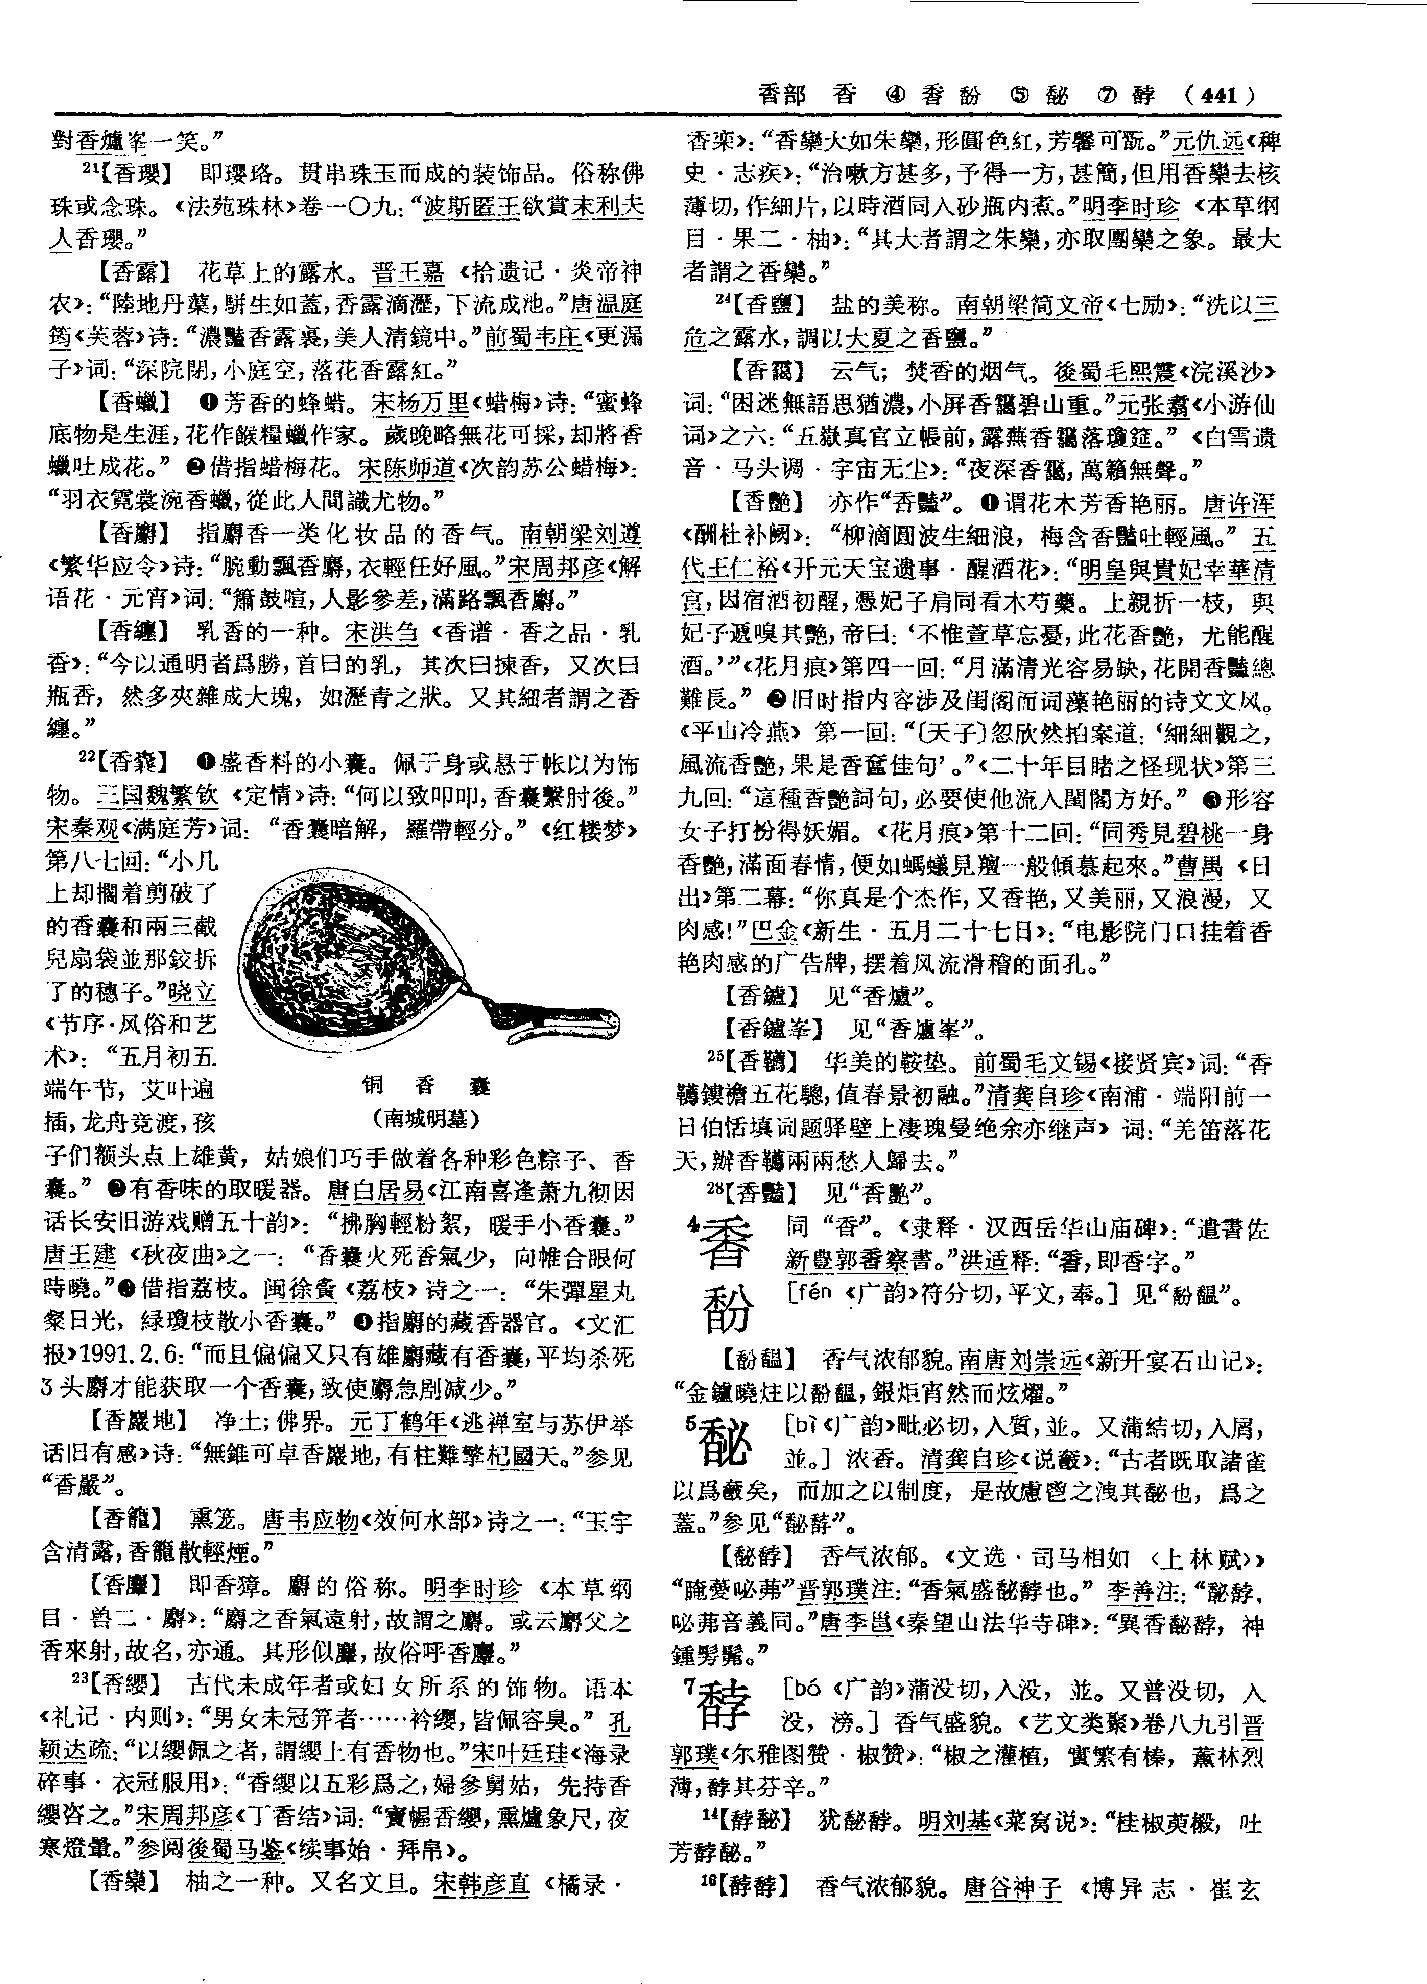 香部 香 ④ 㿝 馚 ⑤ 馝 ⑦ 馞 （441）
對香爐峯一笑。”
21【香瓔】 即璎珞。贯串珠玉而成的装饰品。俗称佛
珠或念珠。《法苑珠林》卷一〇九：“波斯匿王欲賞末利夫
人香瓔。”
【香露】 花草上的露水。晋王嘉《拾遗记·炎帝神
农》：“陸地丹蕖，駢生如蓋，香露滴瀝，下流成池。”唐温庭
筠《芙蓉》诗：“濃豔香露裏，美人清鏡中。”前蜀韦庄《更漏
子》词：“深院閉，小庭空，落花香露紅。”
【香蠟】 ❶芳香的蜂蜡。宋杨万里《蜡梅》诗：“蜜蜂
底物是生涯，花作餱糧蠟作家。歲晚略無花可採，却將香
蠟吐成花。” ❷借指蜡梅花。宋陈师道《次韵苏公蜡梅》：
“羽衣霓裳涴香蠟，從此人間識尤物。”
【香麝】 指麝香一类化妆品的香气。南朝梁刘遵
《繁华应令》诗：“腕動飄香麝，衣輕任好風。”宋周邦彦《解
语花·元宵》词：“簫鼓喧，人影參差，滿路飄香麝。”
【香纏】 乳香的一种。宋洪刍《香谱·香之品·乳
香》：“今以通明者爲勝，首曰的乳，其次曰揀香，又次曰
瓶香，然多夾雜成大塊，如瀝青之狀。又其細者謂之香
纏。”
22【香囊】 ❶盛香料的小囊。佩于身或悬于帐以为饰
物。三国魏繁钦《定情》诗：“何以致叩叩，香囊繫肘後。”
宋秦观《满庭芳》词：“香囊暗解，羅帶輕分。”《红楼梦》
第八七回：“小几
上却擱着剪破了
的香囊和兩三截
兒扇袋並那鉸拆
了的穗子。”晓立
《节序·风俗和艺
术》：“五月初五
端午节，艾叶遍
插，龙舟竞渡，孩
铜香囊
（南城明墓）
子们额头点上雄黄，姑娘们巧手做着各种彩色粽子、香
囊。” ❷有香味的取暖器。唐白居易《江南喜逢萧九彻因
话长安旧游戏赠五十韵》：“拂胸輕粉絮，暖手小香囊。”
唐王建《秋夜曲》之一：“香囊火死香氣少，向帷合眼何
時曉。”❸借指荔枝。闽徐夤《荔枝》诗之一：“朱彈星丸
粲日光，緑瓊枝散小香囊。” ❹指麝的藏香器官。《文汇
报》1991.2.6：“而且偏偏又只有雄麝藏有香囊，平均杀死
3头麝才能获取一个香囊，致使麝急剧减少。”
【香巖地】 净土；佛界。元丁鹤年《逃禅室与苏伊举
话旧有感》诗：“無錐可卓香巖地，有柱難擎杞國天。”参见
“香嚴”。
【香籠】 熏笼。唐韦应物《效何水部》诗之一：“玉宇
含清露，香籠散輕煙。”
【香麞】 即香獐。麝的俗称。明李时珍《本草纲
目·兽二·麝》：“麝之香氣遠射，故謂之麝。或云麝父之
香來射，故名，亦通。其形似麞，故俗呼香麞。”
23【香纓】 古代未成年者或妇女所系的饰物。语本
《礼记·内则》：“男女未冠笄者……衿纓，皆佩容臭。” 孔
颖达疏：“以纓佩之者，謂纓上有香物也。”宋叶廷珪《海录
碎事·衣冠服用》：“香纓以五彩爲之，婦參舅姑，先持香
纓咨之。”宋周邦彦《丁香结》词：“寶幄香纓，熏爐象尺，夜
寒燈暈。”参阅後蜀马鉴《续事始·拜帛》。
【香欒】 柚之一种。又名文旦。宋韩彦直《橘录·
香栾》：“香欒大如朱欒，形圓色紅，芳馨可翫。”元仇远《稗
史·志疾》：“治嗽方甚多，予得一方，甚簡，但用香欒去核
薄切，作細片，以時酒同入砂瓶内煮。”明李时珍《本草纲
目·果二·柚》：“其大者謂之朱欒，亦取團欒之象。最大
者謂之香欒。”
24【香鹽】 盐的美称。南朝梁简文帝《七励》：“洗以三
危之露水，調以大夏之香鹽。”
【香靄】 云气；焚香的烟气。後蜀毛熙震《浣溪沙》
词：“困迷無語思猶濃，小屏香靄碧山重。”元张翥《小游仙
词》之六：“五嶽真官立帳前，露蕪香靄落瓊筵。”《白雪遗
音·马头调·宇宙无尘》：“夜深香靄，萬籟無聲。”
【香艷】 亦作“香豔”。❶谓花木芳香艳丽。唐许浑
《酬杜补阙》：“柳滴圓波生細浪，梅含香豔吐輕風。” 五
代王仁裕《开元天宝遗事·醒酒花》：“明皇與貴妃幸華清
宫，因宿酒初醒，憑妃子肩同看木芍藥。上親折一枝，與
妃子遞嗅其艷，帝曰：‘不惟萱草忘憂，此花香艷，尤能醒
酒。’”《花月痕》第四一回：“月滿清光容易缺，花開香豔總
難長。” ❷旧时指内容涉及闺阁而词藻艳丽的诗文文风。
《平山冷燕》第一回：“〔天子〕忽欣然拍案道：‘細細觀之，
風流香艷，果是香奩佳句’。”《二十年目睹之怪现状》第三
九回：“這種香艷詞句，必要使他流入閨閣方好。” ❸形容
女子打扮得妖媚。《花月痕》第十二回：“同秀見碧桃一身
香艷，滿面春情，便如螞蟻見羶一般傾慕起來。”曹禺《日
出》第二幕：“你真是个杰作，又香艳，又美丽，又浪漫，又
肉感！”巴金《新生·五月二十七日》：“电影院门口挂着香
艳肉感的广告牌，摆着风流滑稽的面孔。”
【香鑪】 见“香爐”。
【香鑪峯】 见“香爐峯”。
25【香韉】 华美的鞍垫。前蜀毛文锡《接贤宾》词：“香
韉鏤襜五花驄，值春景初融。”清龚自珍《南浦·端阳前一
日伯恬填词题驿壁上凄瑰曼绝余亦继声》词：“羌笛落花
天，辦香韉兩兩愁人歸去。”
28【香豔】 见“香艷”。
4 㿝 同“香”。《隶释·汉西岳华山庙碑》：“遣書佐
新豐郭㿝察書。”洪适释：“㿝，即香字。”
馚 [fén《广韵》符分切，平文，奉。] 见“馚馧”。
【馚馧】 香气浓郁貌。南唐刘崇远《新开宴石山记》：
“金鑪曉炷以馚馧，銀炬宵然而炫燿。”
5 馝 [bì《广韵》毗必切，入質，並。又蒲結切，入屑，
並。] 浓香。清龚自珍《说彝》：“古者既取諸雀
以爲彝矣，而加之以制度，是故慮鬯之洩其馝也，爲之
蓋。”参见“馝馞”。
【馝馞】 香气浓郁。《文选·司马相如〈上林赋〉》
“晻薆咇茀”晋郭璞注：“香氣盛馝馞也。” 李善注：“馝馞，
咇茀音義同。”唐李邕《秦望山法华寺碑》：“異香馝馞，神
鍾髣髴。”
7 馞 [bó《广韵》蒲没切，入没，並。又普没切，入
没，滂。] 香气盛貌。《艺文类聚》卷八九引晋
郭璞《尔雅图赞·椒赞》：“椒之灌植，實繁有榛，薰林烈
薄，馞其芬辛。”
14【馞馝】 犹馝馞。明刘基《菜窝说》：“桂椒萸樧，吐
芳馞馝。”
16【馞馞】 香气浓郁貌。唐谷神子《博异志·崔玄